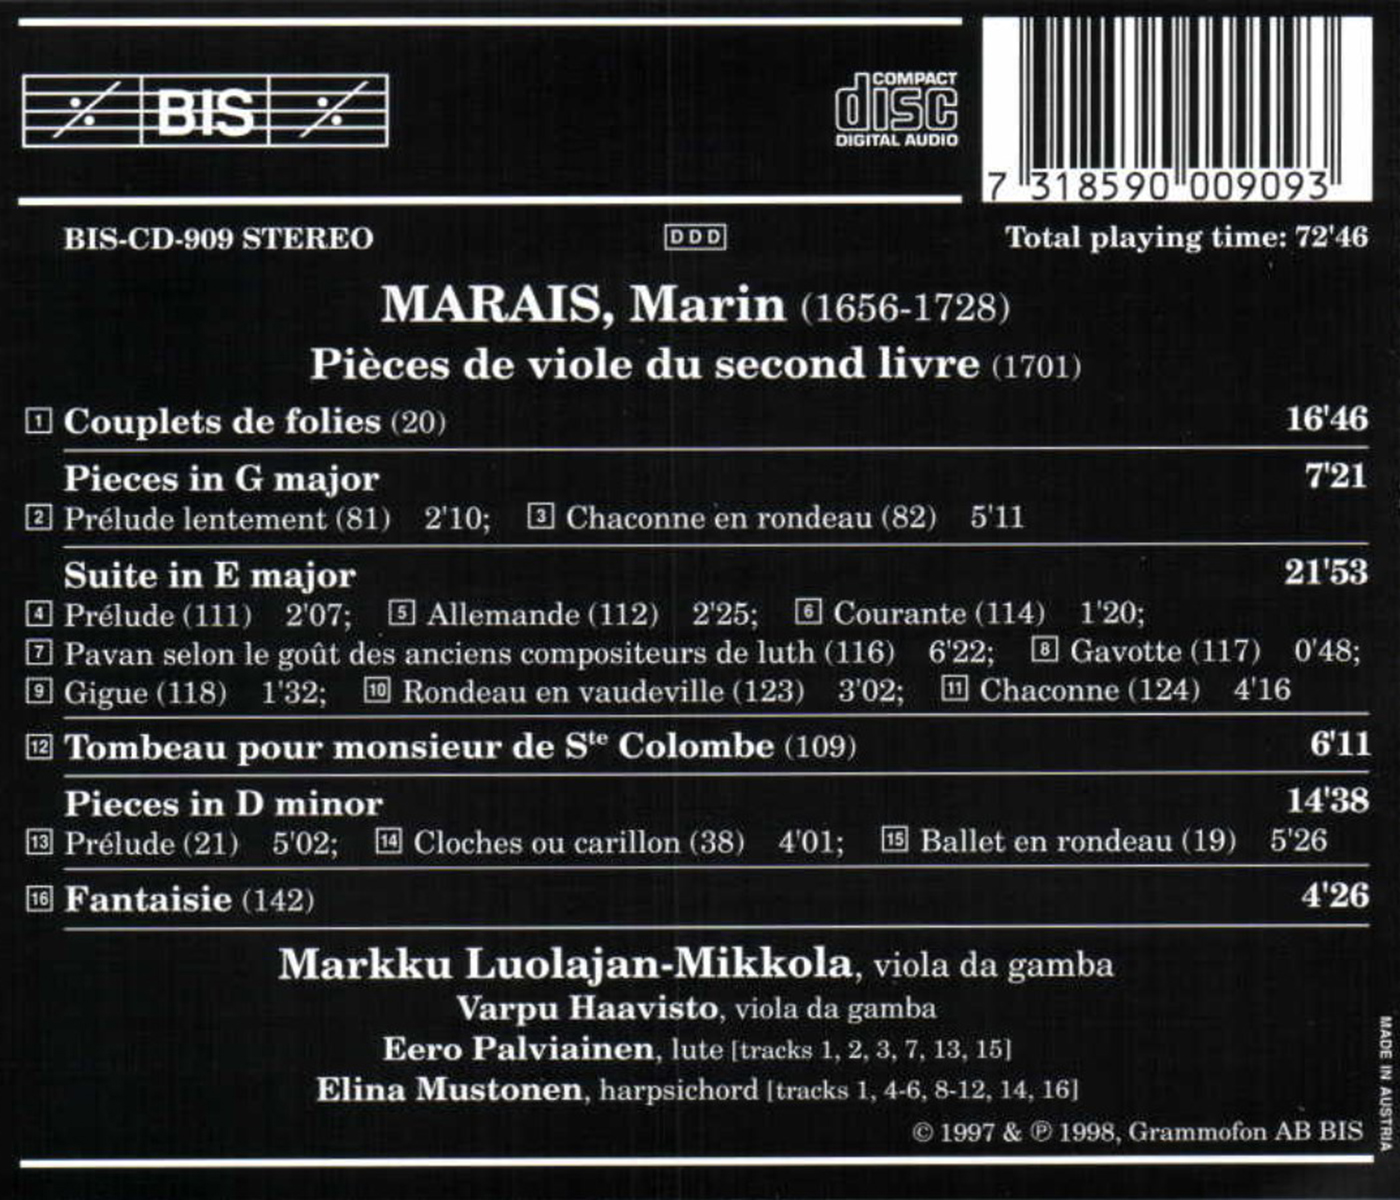 BIS
COMPACT
disc
DIGITAL AUDIO
7 318590 009093
BIS-CD-909 STEREO DDD Total playing time: 72'46
MARAIS, Marin (1656-1728)
Pièces de viole du second livre (1701)
1 Couplets de folies (20) 16'46
Pieces in G major 7'21
2 Prélude lentement (81) 2'10; 3 Chaconne en rondeau (82) 5'11
Suite in E major 21'53
4 Prélude (111) 2'07; 5 Allemande (112) 2'25; 6 Courante (114) 1'20;
7 Pavan selon le goût des anciens compositeurs de luth (116) 6'22; 8 Gavotte (117) 0'48;
9 Gigue (118) 1'32; 10 Rondeau en vaudeville (123) 3'02; 11 Chaconne (124) 4'16
12 Tombeau pour monsieur de Ste Colombe (109) 6'11
Pieces in D minor 14'38
13 Prélude (21) 5'02; 14 Cloches ou carillon (38) 4'01; 15 Ballet en rondeau (19) 5'26
16 Fantaisie (142) 4'26
Markku Luolajan-Mikkola, viola da gamba
Varpu Haavisto, viola da gamba
Eero Palviainen, lute [tracks 1, 2, 3, 7, 13, 15]
Elina Mustonen, harpsichord [tracks 1, 4-6, 8-12, 14, 16]
© 1997 & ℗ 1998, Grammofon AB BIS
MADE IN AUSTRIA